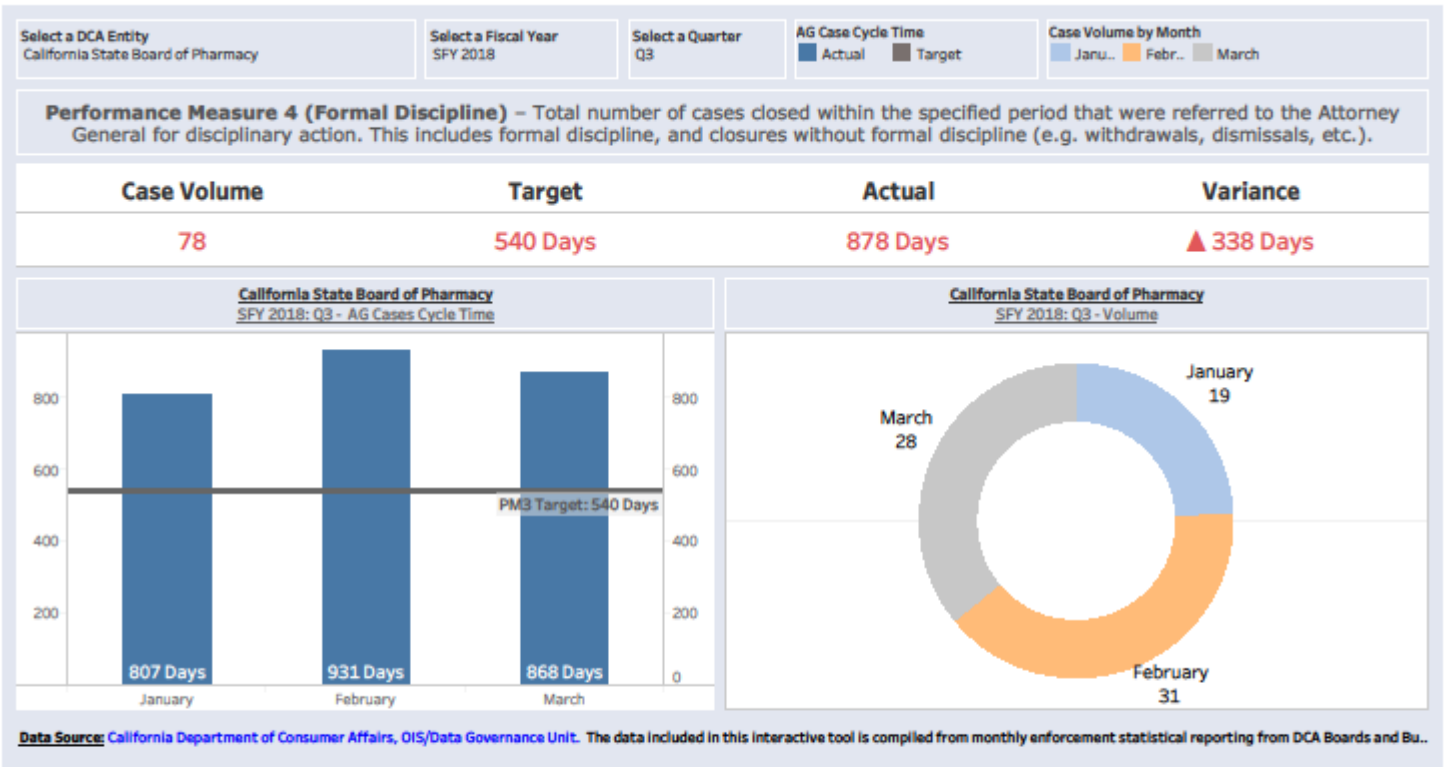 Select a DCA Entity
California State Board of Pharmacy
Select a Fiscal Year
SFY 2018
Select a Quarter
Q3
AG Case Cycle Time
Actual
Target
Case Volume by Month
Janu..
Febr..
March
Performance Measure 4 (Formal Discipline) – Total number of cases closed within the specified period that were referred to the Attorney
General for disciplinary action. This includes formal discipline, and closures without formal discipline (e.g. withdrawals, dismissals, etc.).
Case Volume
Target
Actual
Variance
78
540 Days
878 Days
▲ 338 Days
California State Board of Pharmacy
SFY 2018: Q3 - AG Cases Cycle Time
800
600
400
200
800
600
400
200
0
PM3 Target: 540 Days
807 Days
931 Days
868 Days
January
February
March
California State Board of Pharmacy
SFY 2018: Q3 - Volume
January
19
March
28
February
31
Data Source: California Department of Consumer Affairs, OIS/Data Governance Unit. The data included in this interactive tool is compiled from monthly enforcement statistical reporting from DCA Boards and Bu..